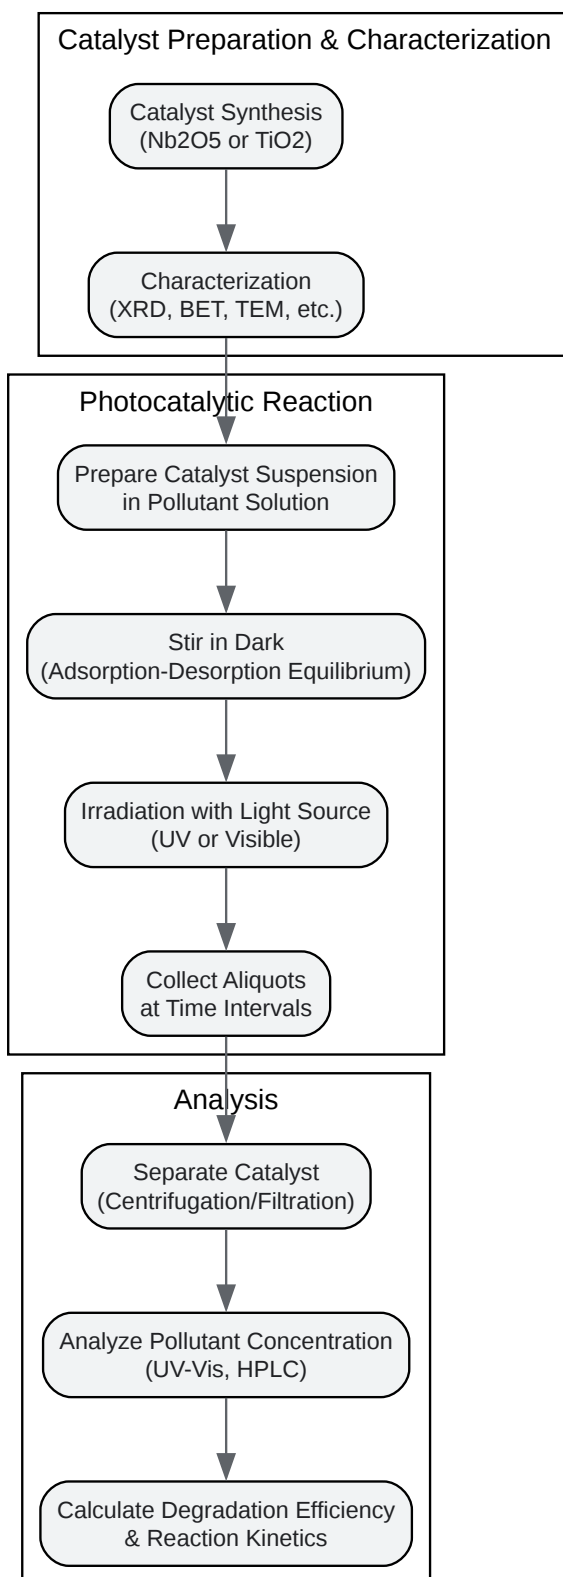 Catalyst Preparation & Characterization
Catalyst Synthesis
(Nb2O5 or TiO2)
Characterization
(XRD, BET, TEM, etc.)
Photocatalytic Reaction
Prepare Catalyst Suspension
in Pollutant Solution
Stir in Dark
(Adsorption-Desorption Equilibrium)
Irradiation with Light Source
(UV or Visible)
Collect Aliquots
at Time Intervals
Analysis
Separate Catalyst
(Centrifugation/Filtration)
Analyze Pollutant Concentration
(UV-Vis, HPLC)
Calculate Degradation Efficiency
& Reaction Kinetics